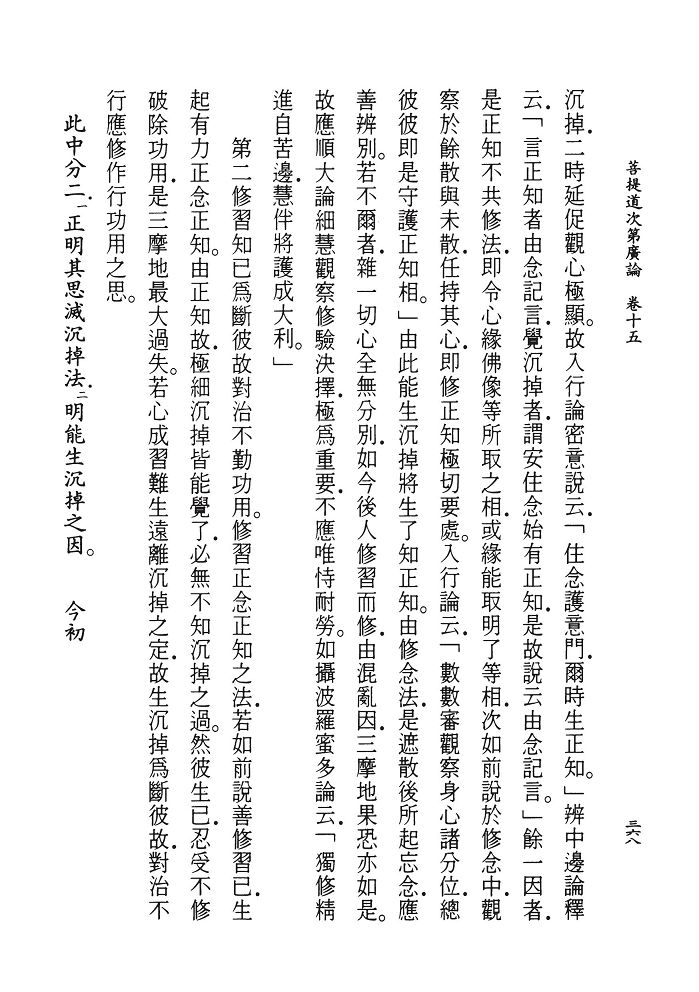 菩提道次第廣論　卷十五
三六八
沉掉．二時延促觀心極顯。故入行論密意說云．「住念護意門．爾時生正知。」辨中邊論釋
云．「言正知者由念記言．覺沉掉者．謂安住念始有正知．是故說云由念記言。」餘一因者．
是正知不共修法．即令心緣佛像等所取之相．或緣能取明了等相．次如前說於修念中．觀
察於餘散與未散．任持其心．即修正知極切要處。入行論云．「數數審觀察身心諸分位．總
彼彼即是守護正知相。」由此能生沉掉將生了知正知。由修念法．是遮散後所起忘念．應
善辨別。若不爾者．雜一切心全無分別．如今後人修習而修．由混亂因．三摩地果恐亦如是。
故應順大論細慧觀察修驗決擇．極為重要．不應唯恃耐勞。如攝波羅蜜多論云．「獨修精
進自苦邊．慧伴將護成大利。」
第二修習知已為斷彼故對治不勤功用。修習正念正知之法．若如前說善修習已．生
起有力正念正知。由正知故．極細沉掉皆能覺了．必無不知沉掉之過。然彼生已．忍受不修
破除功用．是三摩地最大過失。若心成習難生遠離沉掉之定．故生沉掉為斷彼故．對治不
行應修作行功用之思。
此中分二．一正明其思滅沉掉法．二明能生沉掉之因。　今初